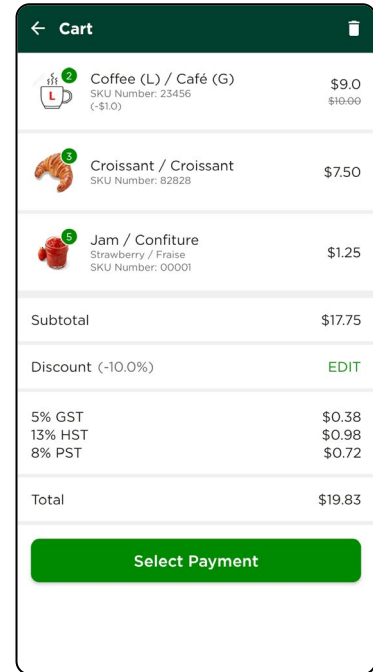 Cart
2
L
Coffee (L) / Café (G)
SKU Number: 23456
(-$1.0)
$9.0
$10.00
3
Croissant / Croissant
SKU Number: 82828
$7.50
5
Jam / Confiture
Strawberry / Fraise
SKU Number: 00001
$1.25
Subtotal $17.75
Discount (-10.0%) EDIT
5% GST $0.38
13% HST $0.98
8% PST $0.72
Total $19.83
Select Payment